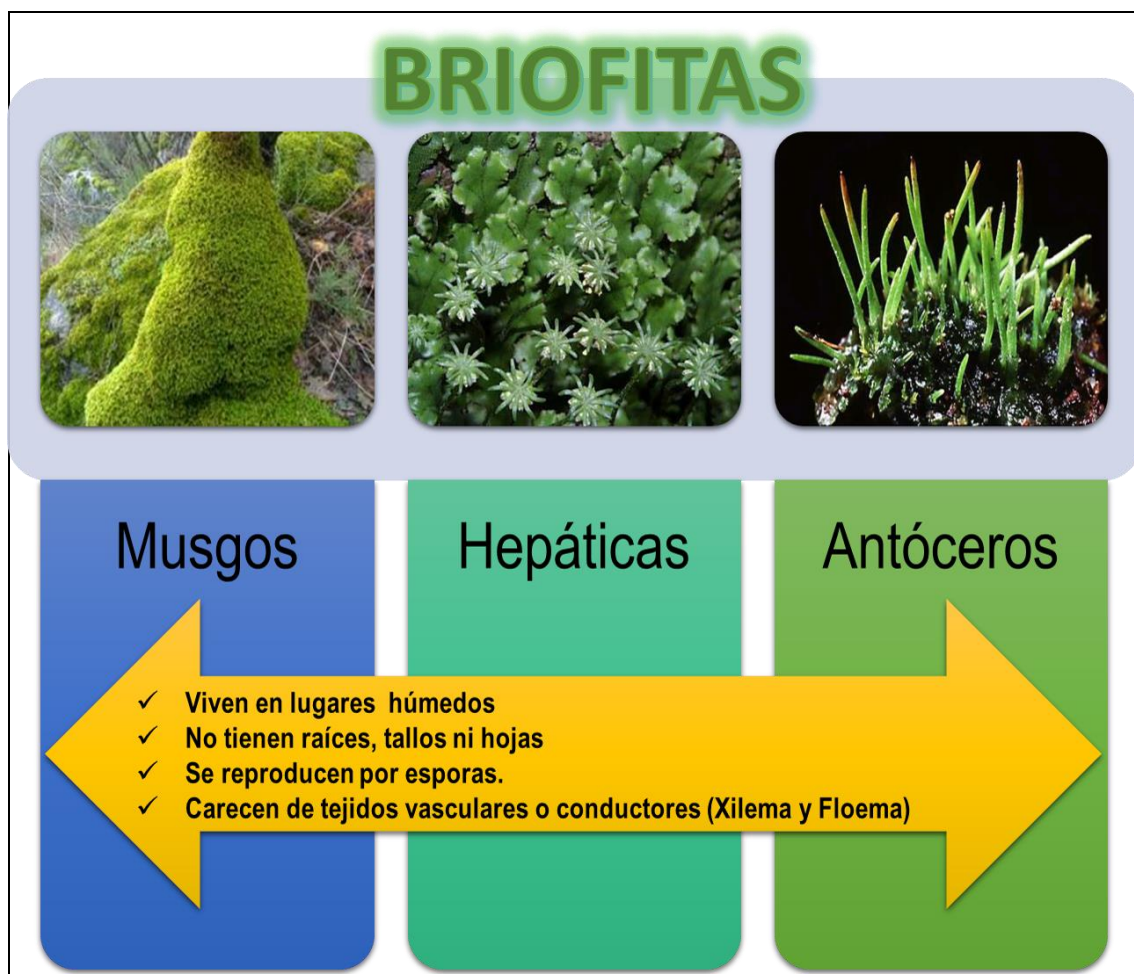 BRIOFITAS
Musgos
Hepáticas
Antóceros
✓ Viven en lugares húmedos
✓ No tienen raíces, tallos ni hojas
✓ Se reproducen por esporas.
✓ Carecen de tejidos vasculares o conductores (Xilema y Floema)